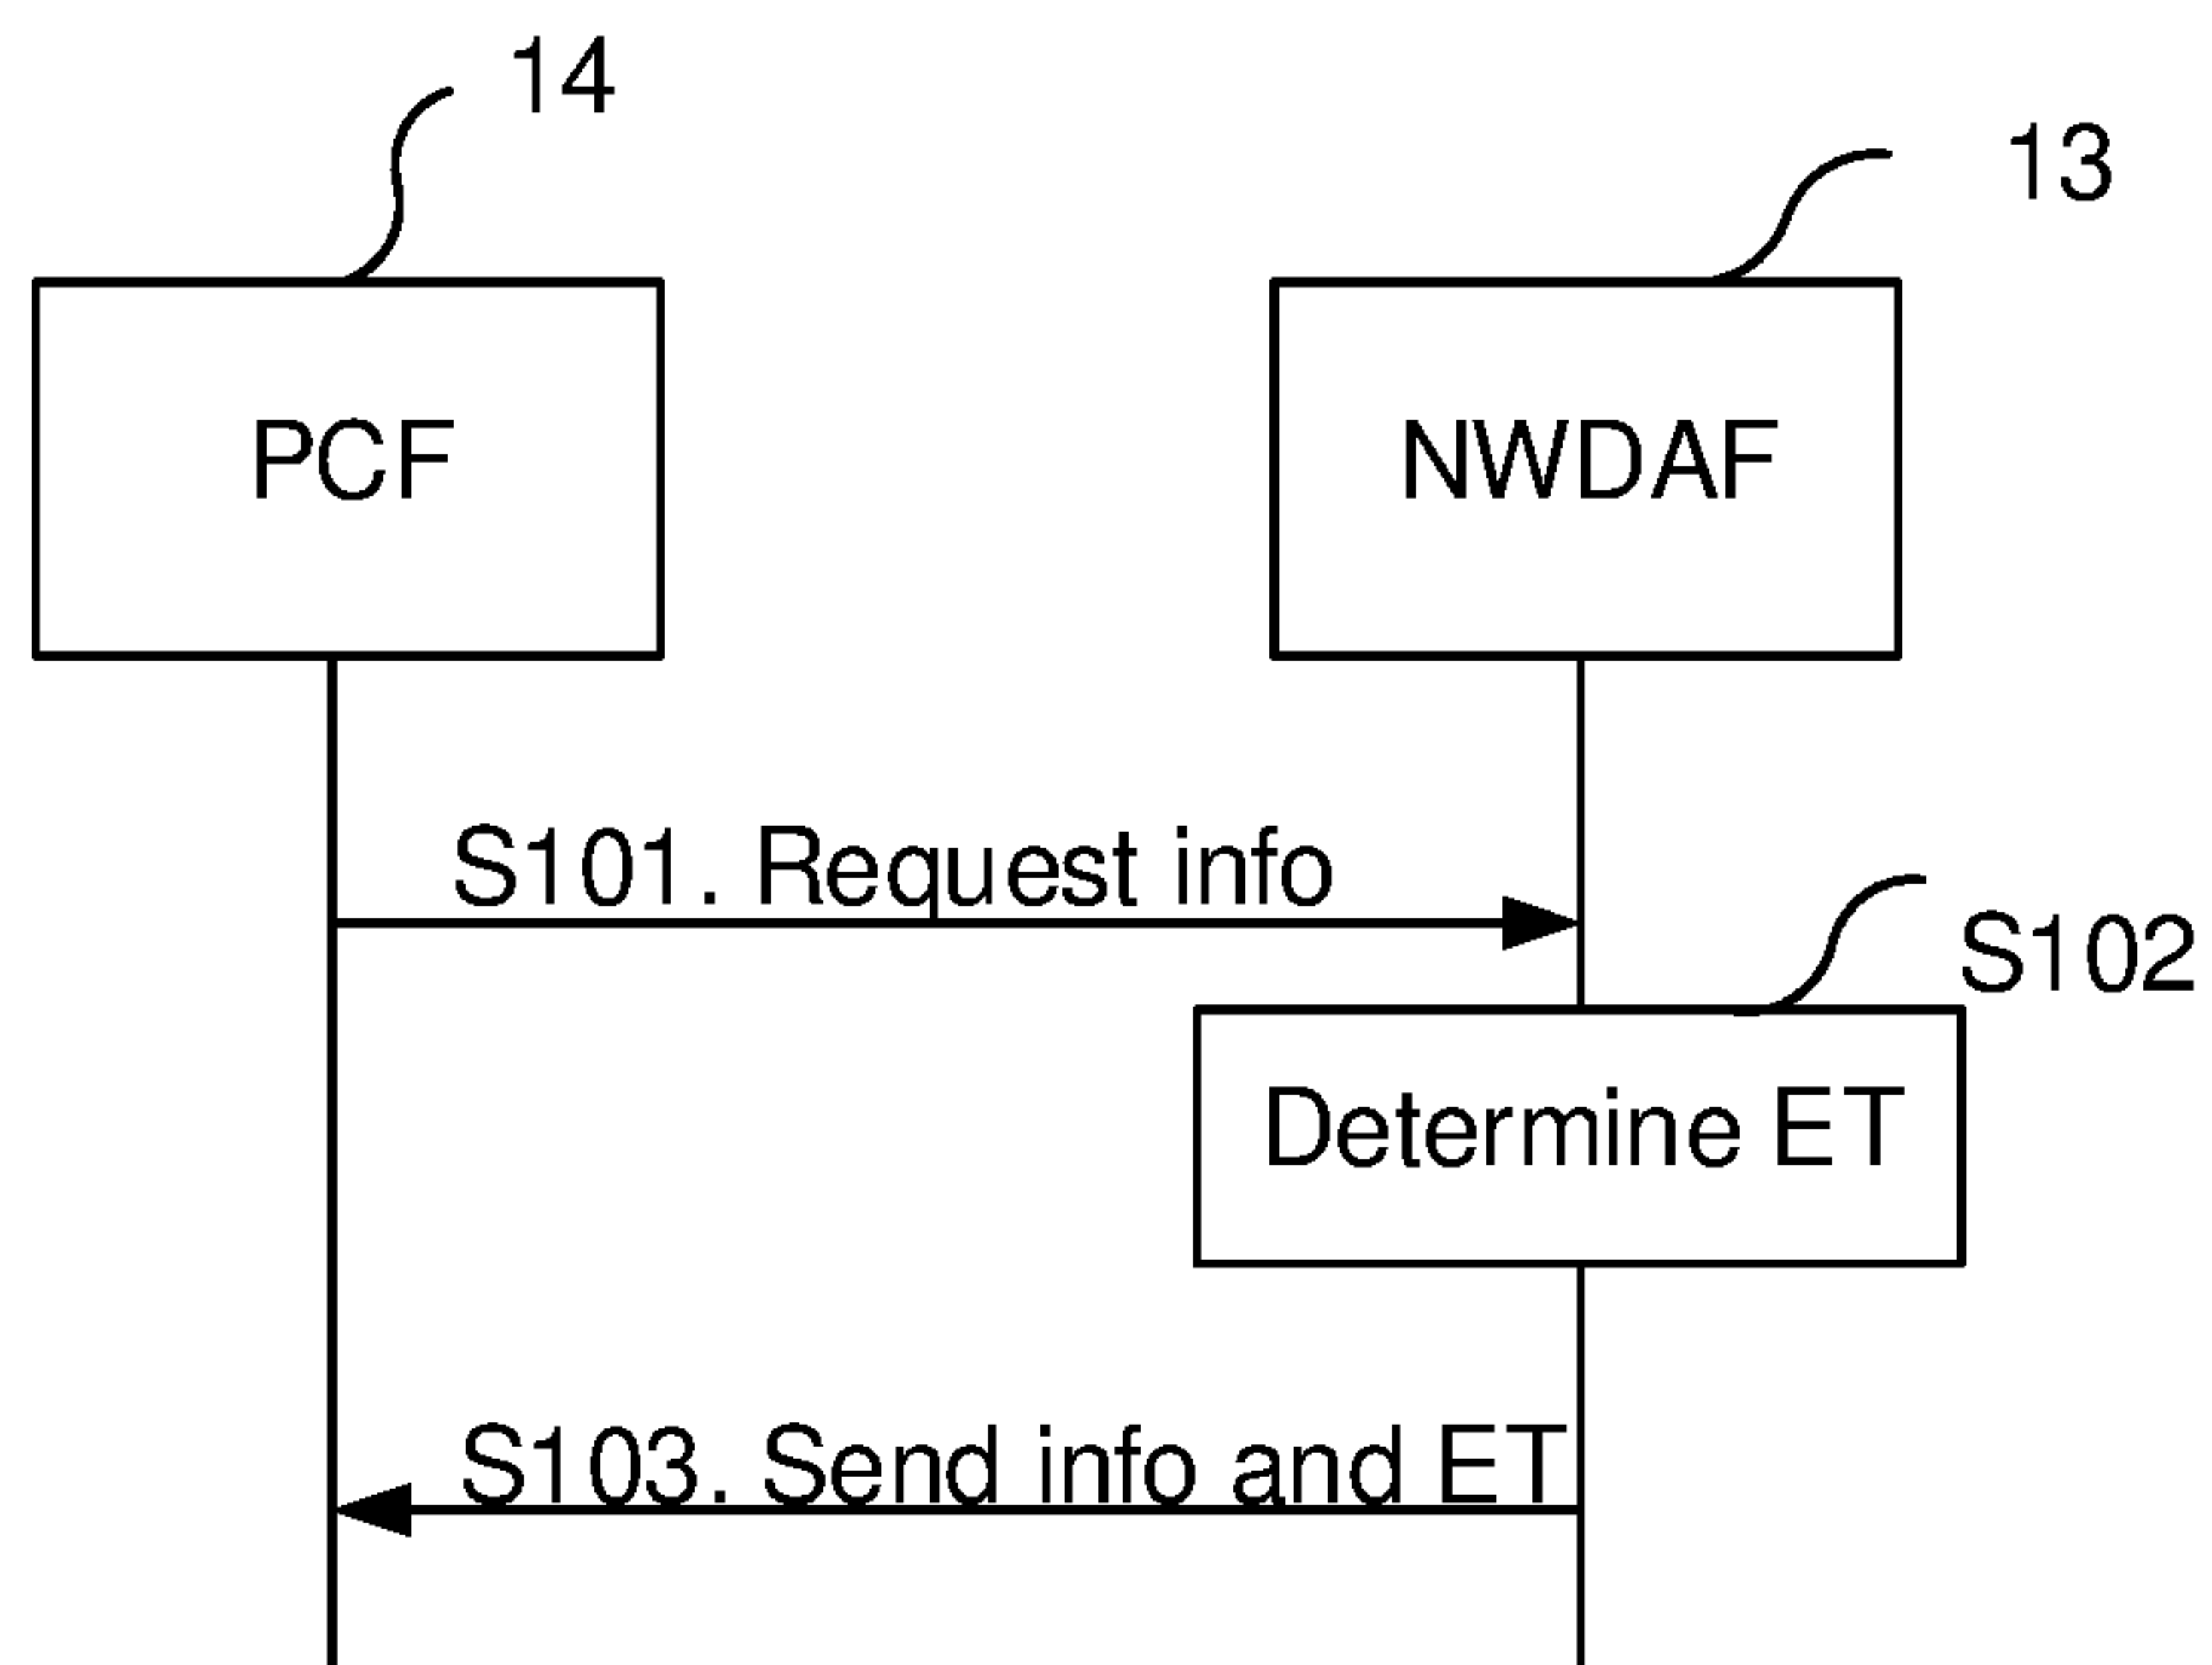 14
13
PCF
NWDAF
S101. Request info
S102
Determine ET
S103. Send info and ET